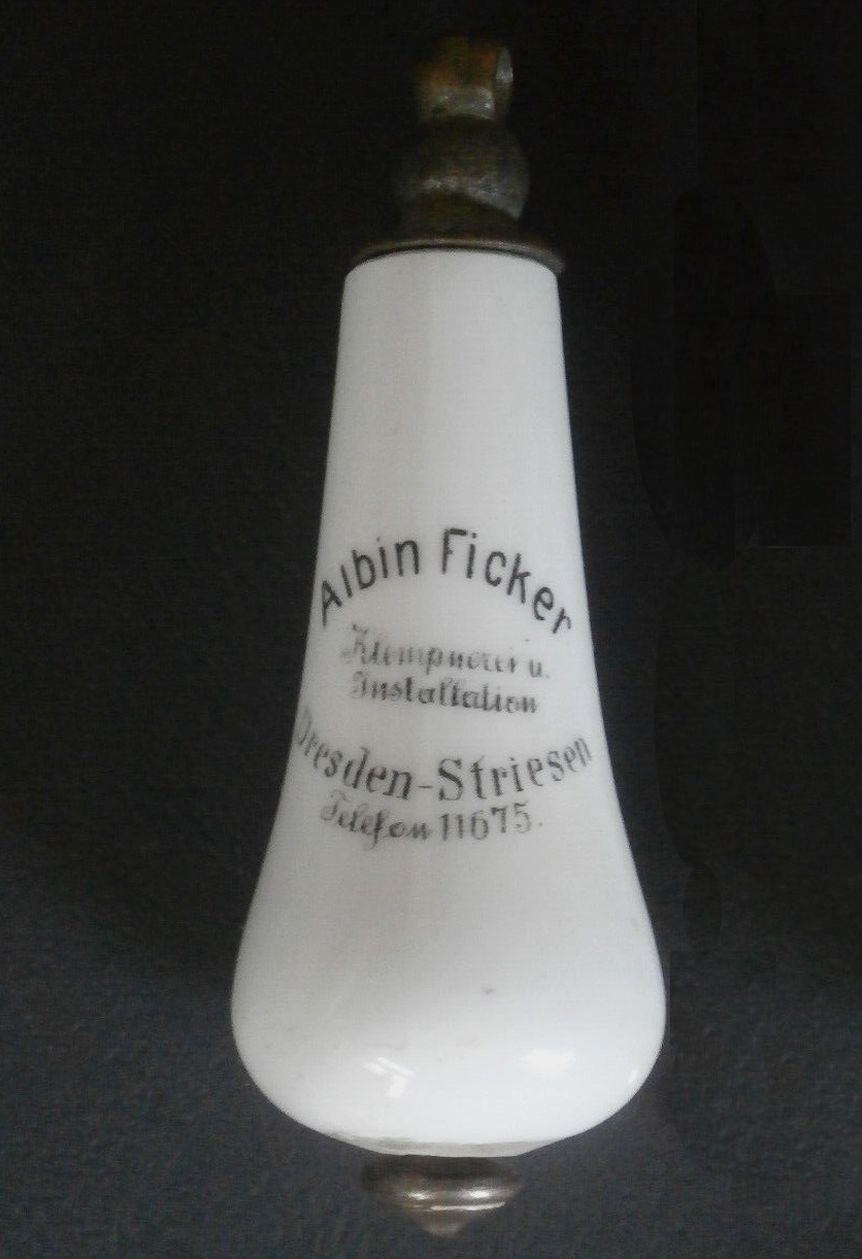 Albin Ficker
Klempnerei u.
Installation
Dresden-Striesen
Telefon 11675.